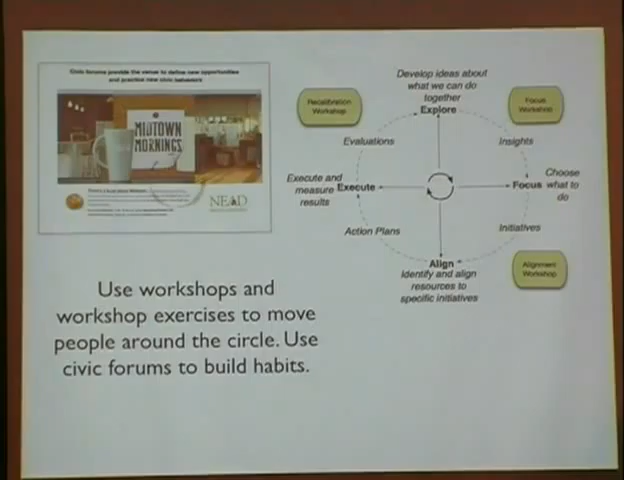 Civic forums provide the venue to define new opportunities
and practice new civic behaviors
MIDTOWN
MORNINGS
NEAD
Use workshops and
workshop exercises to move
people around the circle. Use
civic forums to build habits.
Recalibration
Workshop
Develop ideas about
what we can do
together
Explore
Focus
Workshop
Evaluations
Insights
Execute and
measure
results
Execute
Focus
Choose
what to
do
Action Plans
Initiatives
Align
Identify and align
resources to
specific initiatives
Alignment
Workshop